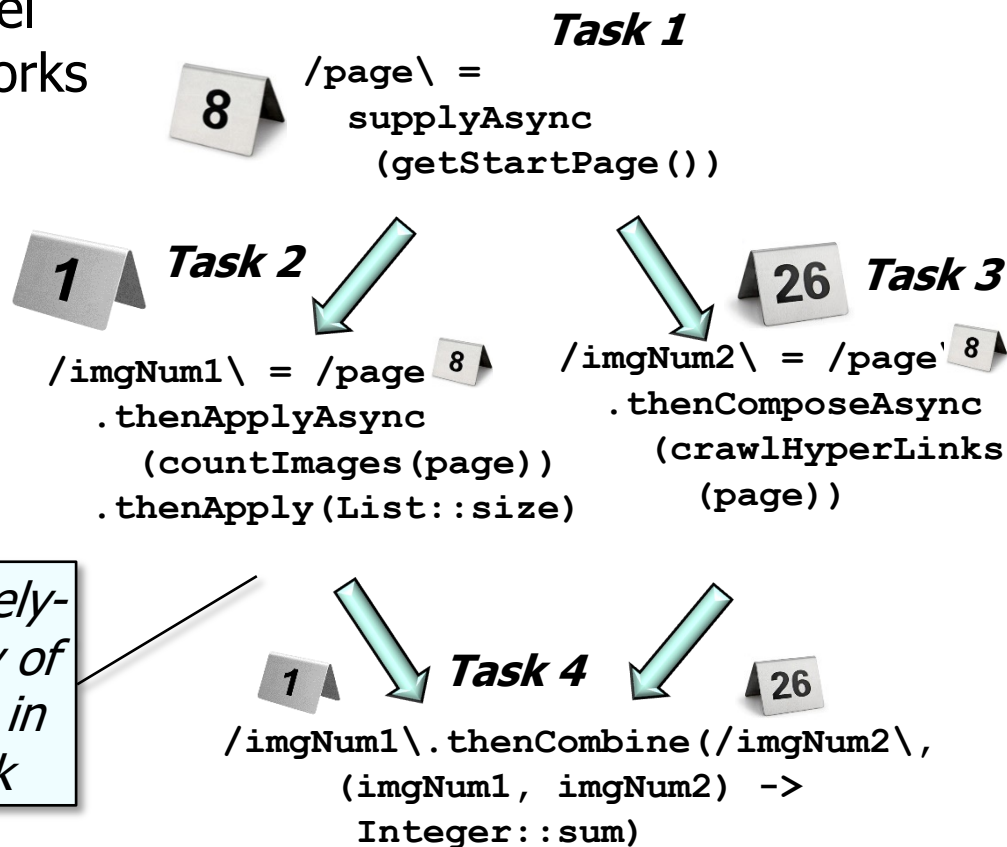 el
orks
Task 1
8
/page\ =
supplyAsync
(getStartPage())
1
Task 2
26
Task 3
/imgNum1\ = /page
8
.thenApplyAsync
(countImages(page))
.thenApply(List::size)
/imgNum2\ = /page\
8
.thenComposeAsync
(crawlHyperLinks
(page))
ely-
of
in
k
1
Task 4
26
/imgNum1\.thenCombine(/imgNum2\,
(imgNum1, imgNum2) ->
Integer::sum)